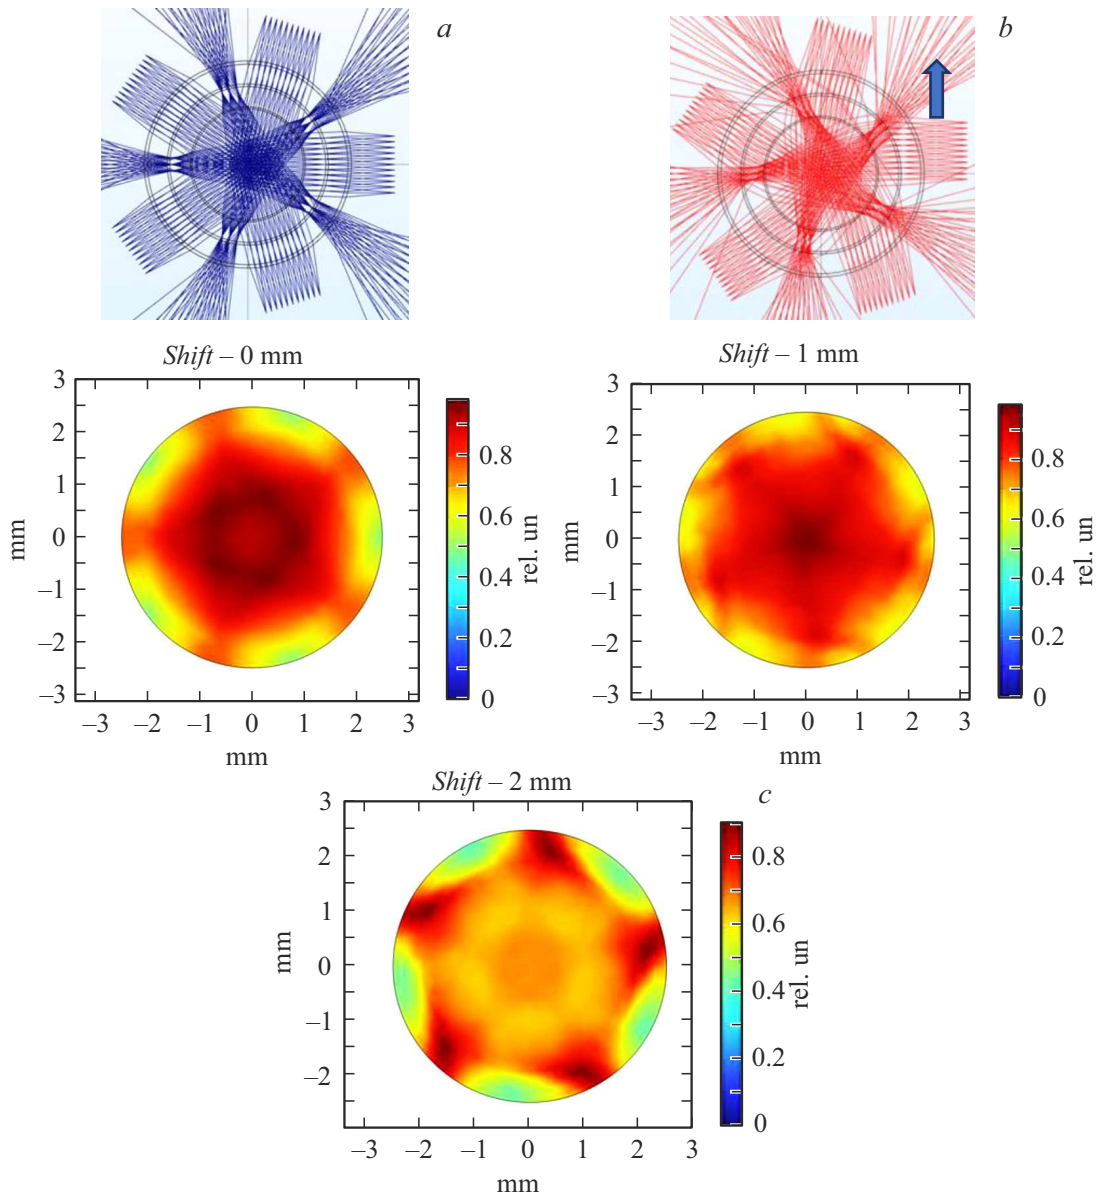 a
b
Shift – 0 mm
3
2
1
0
–1
–2
–3
mm
–3 –2 –1 0 1 2 3
mm
0.8
0.6
0.4
0.2
0
rel. un
Shift – 1 mm
3
2
1
0
–1
–2
–3
mm
–3 –2 –1 0 1 2 3
mm
0.8
0.6
0.4
0.2
0
rel. un
Shift – 2 mm
c
3
2
1
0
–1
–2
mm
–3 –2 –1 0 1 2 3
mm
0.8
0.6
0.4
0.2
0
rel. un